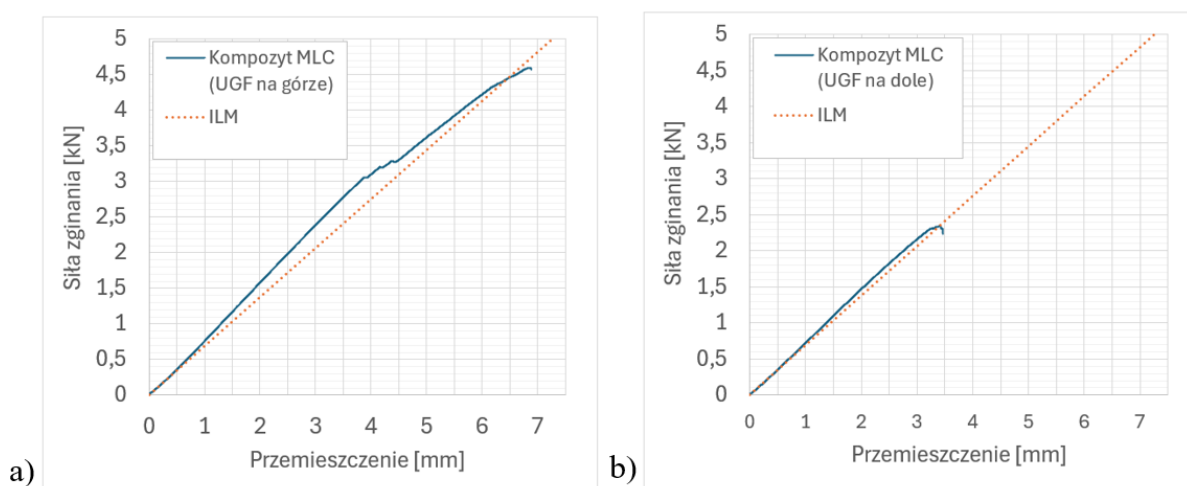 5
4,5
4
3,5
3
2,5
2
1,5
1
0,5
0
Siła zginania [kN]
Kompozyt MLC
(UGF na górze)
ILM
0 1 2 3 4 5 6 7
Przemieszczenie [mm]
a)
5
4,5
4
3,5
3
2,5
2
1,5
1
0,5
0
Siła zginania [kN]
Kompozyt MLC
(UGF na dole)
ILM
0 1 2 3 4 5 6 7
Przemieszczenie [mm]
b)